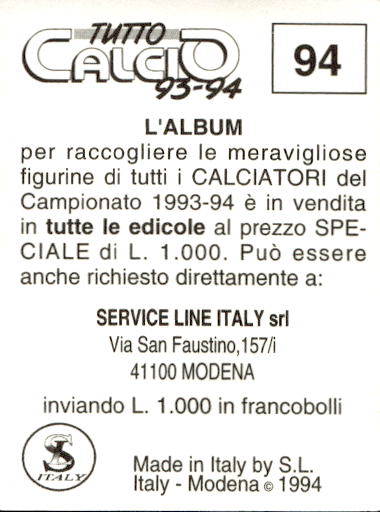 TUTTO
CALCIO
93-94
94
L'ALBUM
per raccogliere le meravigliose
figurine di tutti i CALCIATORI del
Campionato 1993-94 è in vendita
in tutte le edicole al prezzo SPE-
CIALE di L. 1.000. Può essere
anche richiesto direttamente a:
SERVICE LINE ITALY srl
Via San Faustino,157/i
41100 MODENA
inviando L. 1.000 in francobolli
SL
ITALY
Made in Italy by S.L.
Italy - Modena © 1994